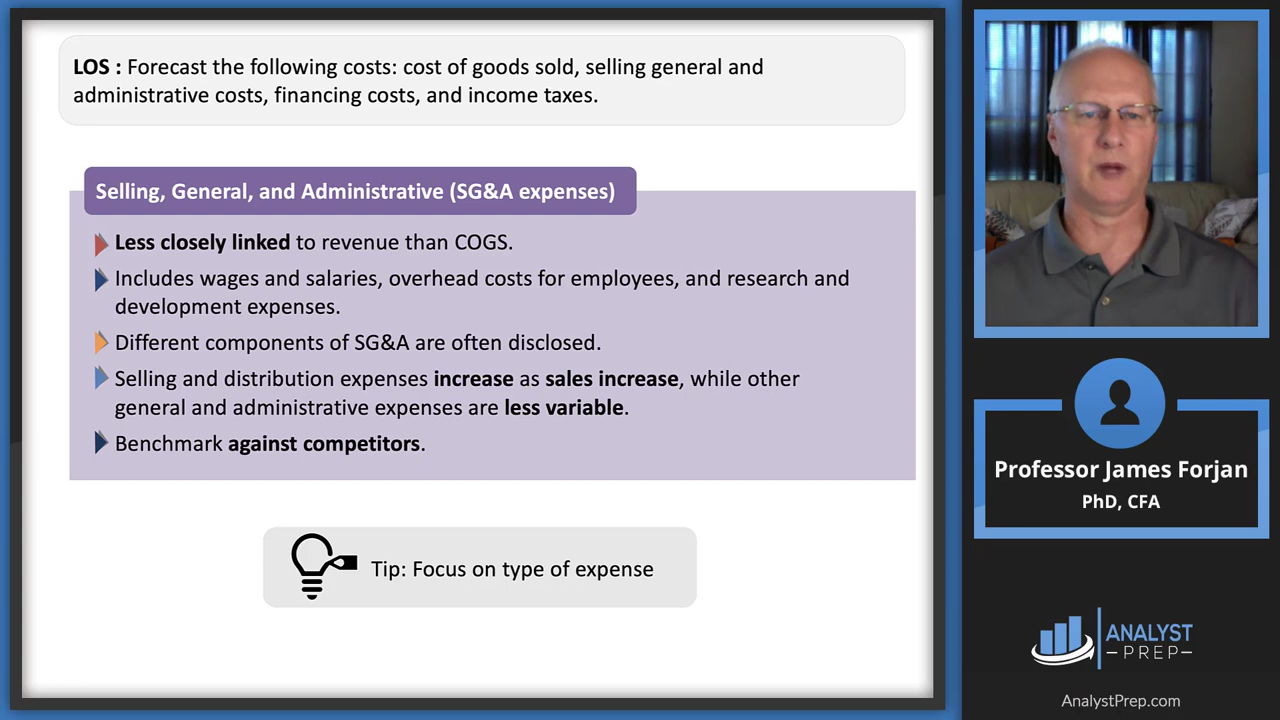 LOS : Forecast the following costs: cost of goods sold, selling general and
administrative costs, financing costs, and income taxes.
Selling, General, and Administrative (SG&A expenses)
Less closely linked to revenue than COGS.
Includes wages and salaries, overhead costs for employees, and research and
development expenses.
Different components of SG&A are often disclosed.
Selling and distribution expenses increase as sales increase, while other
general and administrative expenses are less variable.
Benchmark against competitors.
Tip: Focus on type of expense
Professor James Forjan
PhD, CFA
ANALYST
PREP
AnalystPrep.com